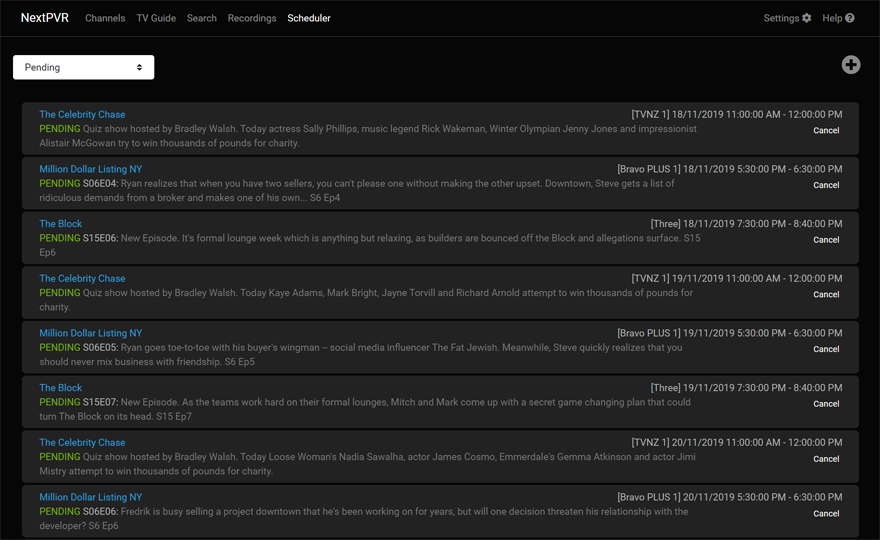 NextPVR Channels TV Guide Search Recordings Scheduler Settings Help
Pending
The Celebrity Chase [TVNZ 1] 18/11/2019 11:00:00 AM - 12:00:00 PM
PENDING Quiz show hosted by Bradley Walsh. Today actress Sally Phillips, music legend Rick Wakeman, Winter Olympian Jenny Jones and impressionist Cancel
Alistair McGowan try to win thousands of pounds for charity.
Million Dollar Listing NY [Bravo PLUS 1] 18/11/2019 5:30:00 PM - 6:30:00 PM
PENDING S06E04: Ryan realizes that when you have two sellers, you can't please one without making the other upset. Downtown, Steve gets a list of Cancel
ridiculous demands from a broker and makes one of his own... S6 Ep4
The Block [Three] 18/11/2019 7:30:00 PM - 8:40:00 PM
PENDING S15E06: New Episode. It's formal lounge week which is anything but relaxing, as builders are bounced off the Block and allegations surface. S15 Cancel
Ep6
The Celebrity Chase [TVNZ 1] 19/11/2019 11:00:00 AM - 12:00:00 PM
PENDING Quiz show hosted by Bradley Walsh. Today Kaye Adams, Mark Bright, Jayne Torvill and Richard Arnold attempt to win thousands of pounds for Cancel
charity.
Million Dollar Listing NY [Bravo PLUS 1] 19/11/2019 5:30:00 PM - 6:30:00 PM
PENDING S06E05: Ryan goes toe-to-toe with his buyer's wingman -- social media influencer The Fat Jewish. Meanwhile, Steve quickly realizes that you Cancel
should never mix business with friendship. S6 Ep5
The Block [Three] 19/11/2019 7:30:00 PM - 8:40:00 PM
PENDING S15E07: New Episode. As the teams work hard on their formal lounges, Mitch and Mark come up with a secret game changing plan that could Cancel
turn The Block on its head. S15 Ep7
The Celebrity Chase [TVNZ 1] 20/11/2019 11:00:00 AM - 12:00:00 PM
PENDING Quiz show hosted by Bradley Walsh. Today Loose Woman's Nadia Sawalha, actor James Cosmo, Emmerdale's Gemma Atkinson and actor Jimi Cancel
Mistry attempt to win thousands of pounds for charity.
Million Dollar Listing NY [Bravo PLUS 1] 20/11/2019 5:30:00 PM - 6:30:00 PM
PENDING S06E06: Fredrik is busy selling a project downtown that he's been working on for years, but will one decision threaten his relationship with the Cancel
developer? S6 Ep6